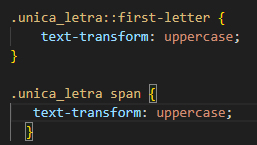 .unica_letra::first-letter {
    text-transform: uppercase;
}

.unica_letra span {
   text-transform: uppercase;
  }